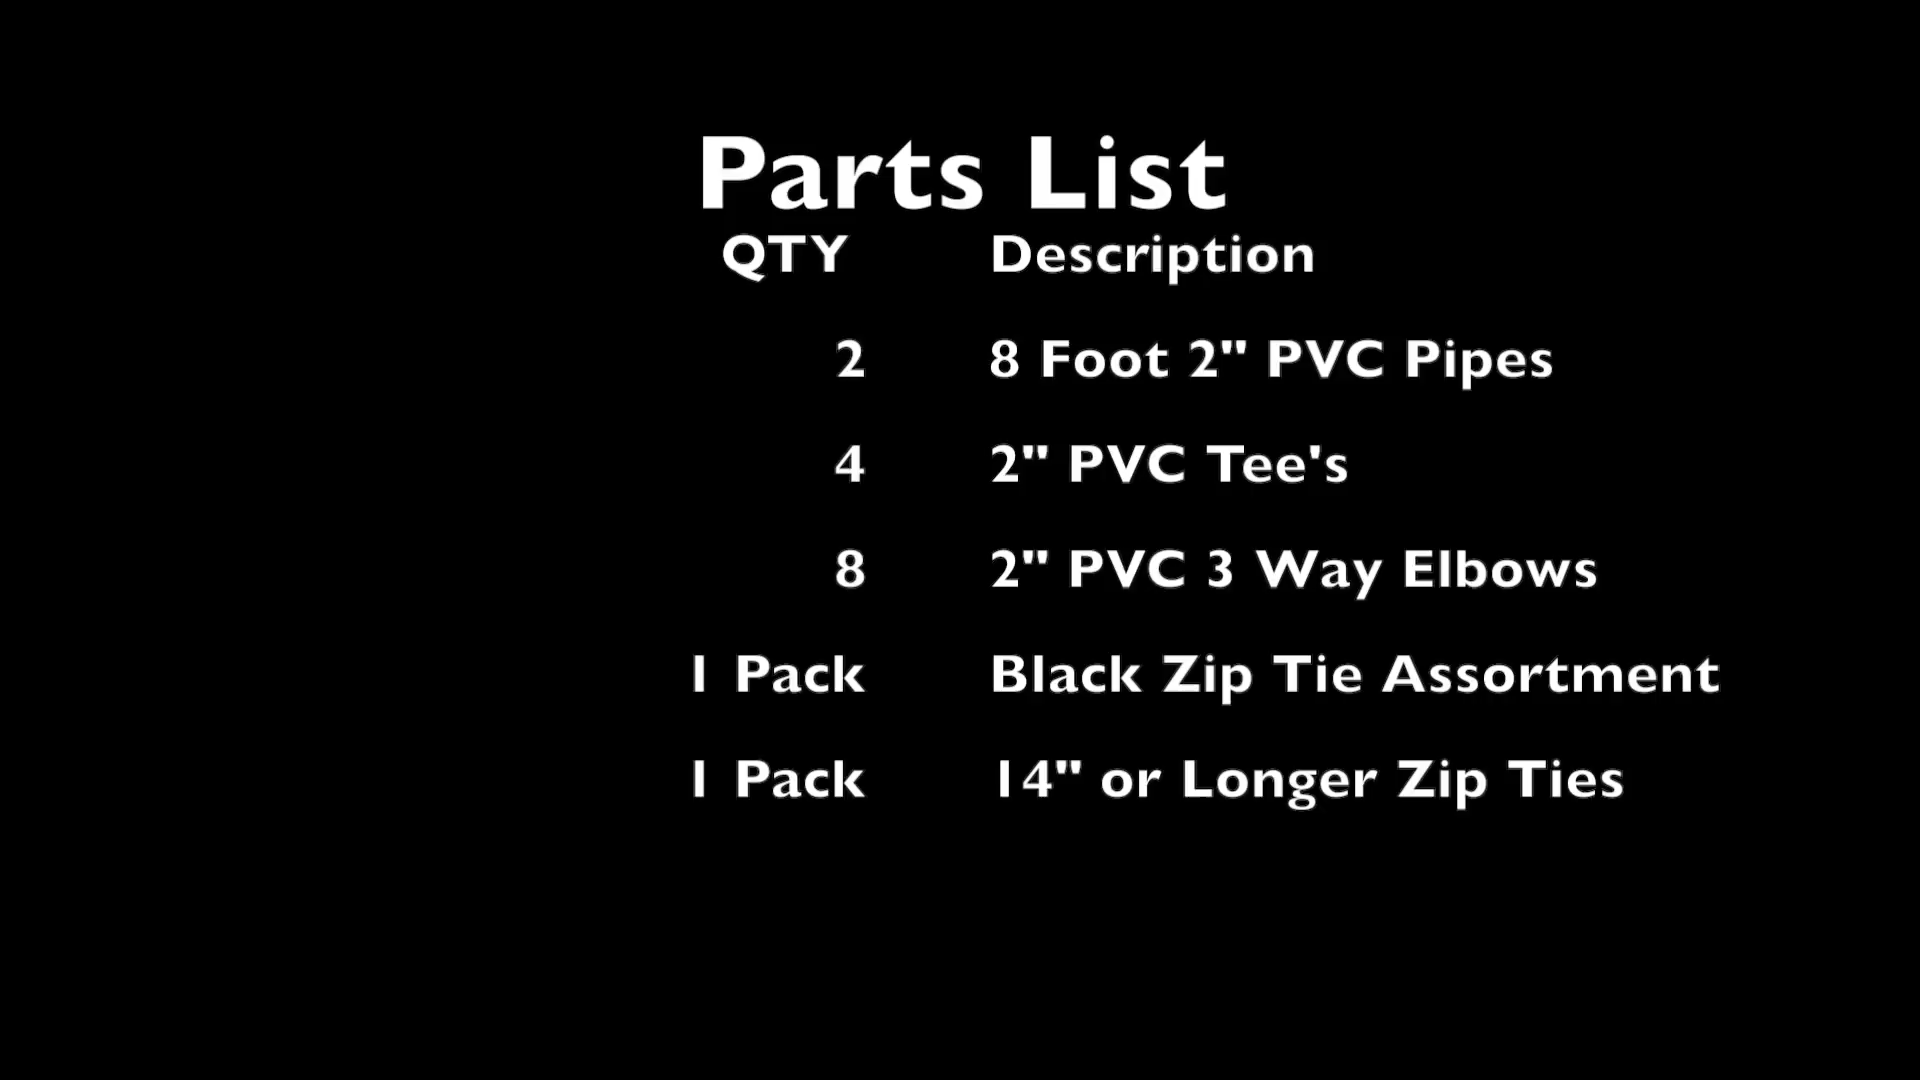 Parts List
QTY Description
2 8 Foot 2" PVC Pipes
4 2" PVC Tee's
8 2" PVC 3 Way Elbows
1 Pack Black Zip Tie Assortment
1 Pack 14" or Longer Zip Ties